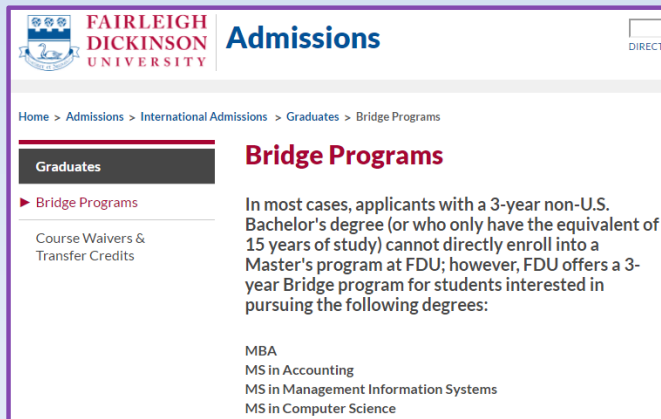 FAIRLEIGH
DICKINSON
UNIVERSITY
Admissions
DIRECT
Home > Admissions > International Admissions > Graduates > Bridge Programs
Graduates
Bridge Programs
Course Waivers &
Transfer Credits
Bridge Programs
In most cases, applicants with a 3-year non-U.S.
Bachelor's degree (or who only have the equivalent of
15 years of study) cannot directly enroll into a
Master's program at FDU; however, FDU offers a 3-
year Bridge program for students interested in
pursuing the following degrees:
MBA
MS in Accounting
MS in Management Information Systems
MS in Computer Science